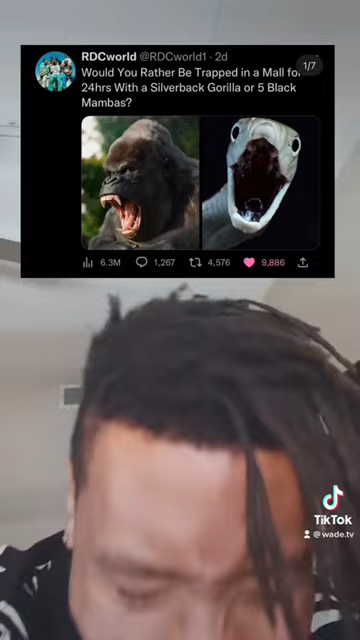 RDCworld @RDCworld1 · 2d
1/7
Would You Rather Be Trapped in a Mall for
24hrs With a Silverback Gorilla or 5 Black
Mambas?
6.3M 1,267 4,576 9,886
TikTok
@wade.tv